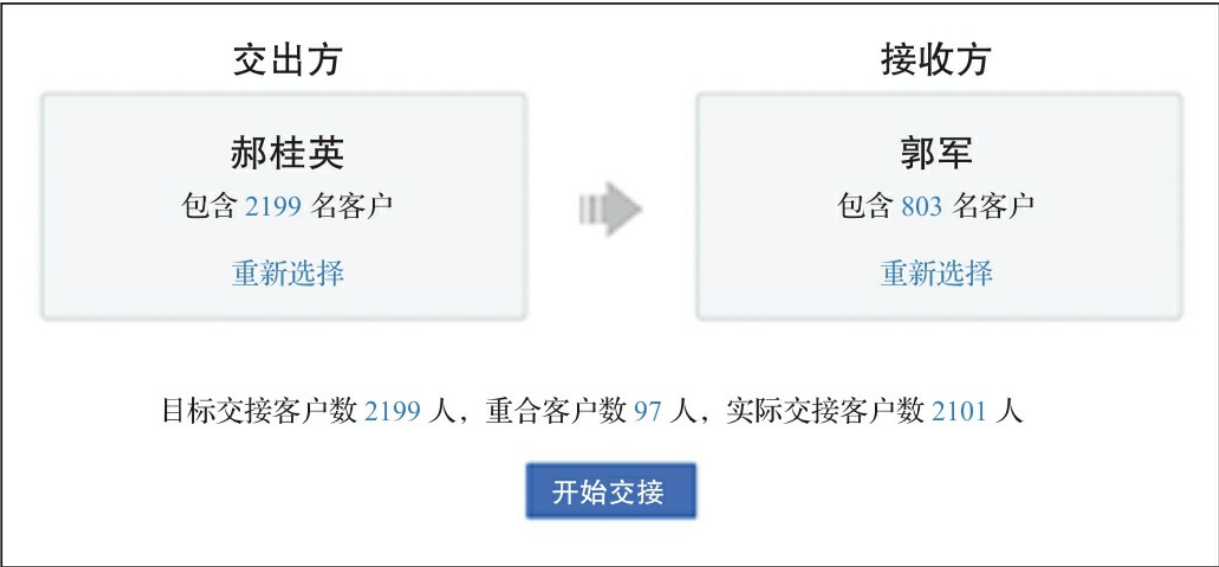 交出方
接收方
郝桂英
包含 2199 名客户
重新选择
郭军
包含 803 名客户
重新选择
目标交接客户数 2199 人，重合客户数 97 人，实际交接客户数 2101 人
开始交接